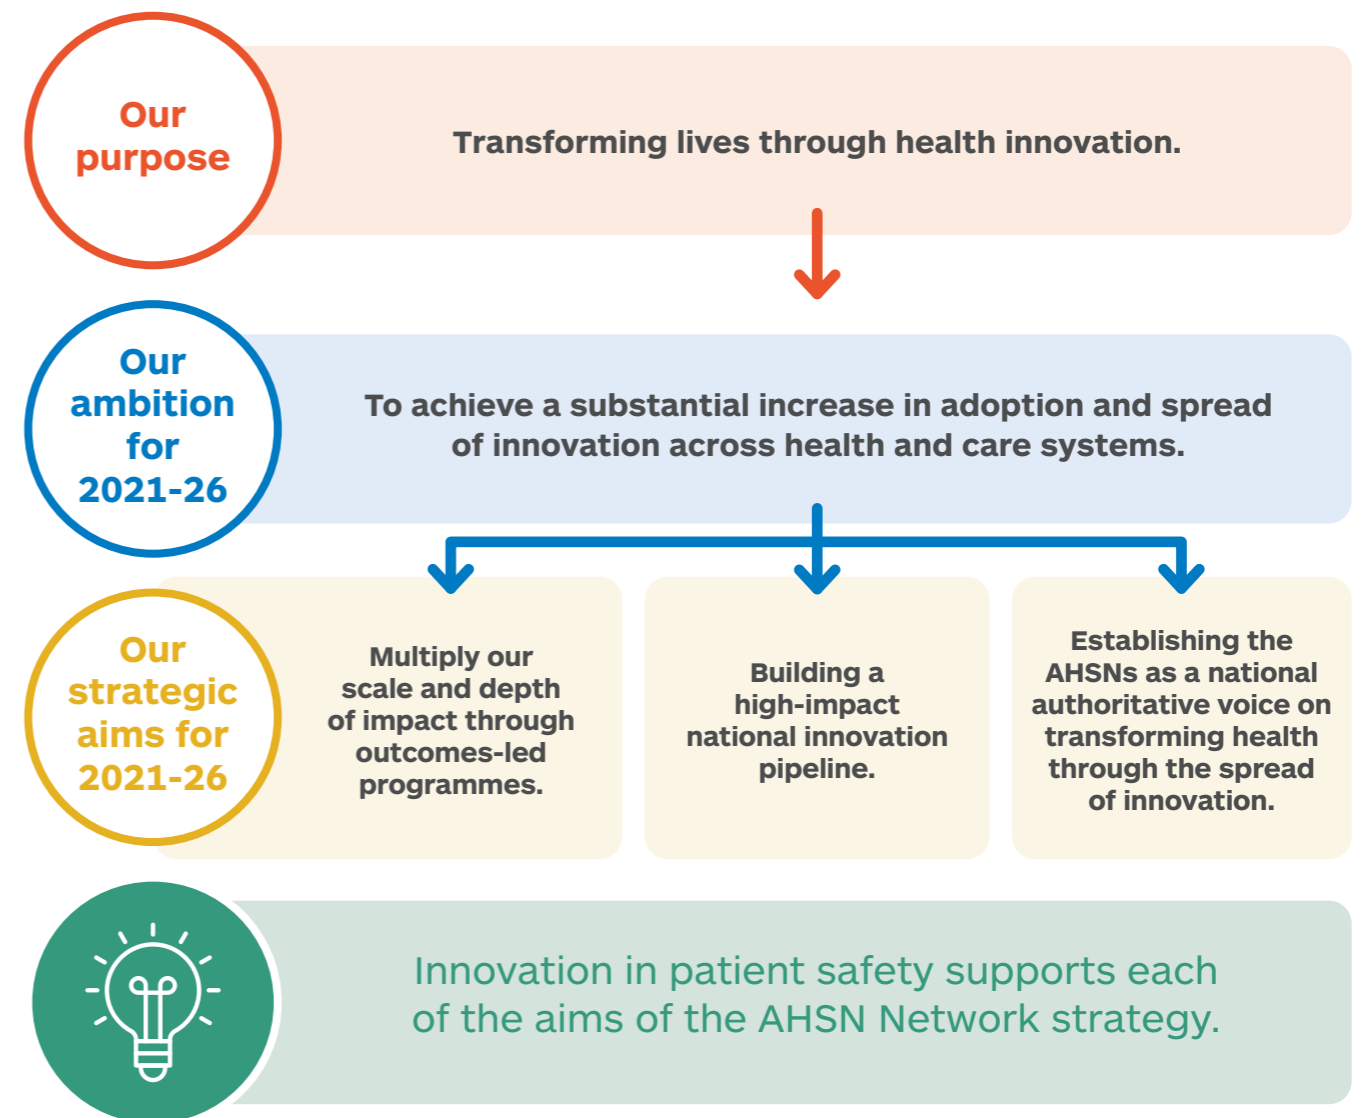 Our
purpose
Transforming lives through health innovation.
Our
ambition
for
2021-26
To achieve a substantial increase in adoption and spread
of innovation across health and care systems.
Our
strategic
aims for
2021-26
Multiply our
scale and depth
of impact through
outcomes-led
programmes.
Building a
high-impact
national innovation
pipeline.
Establishing the
AHSNs as a national
authoritative voice on
transforming health
through the spread
of innovation.
Innovation in patient safety supports each
of the aims of the AHSN Network strategy.